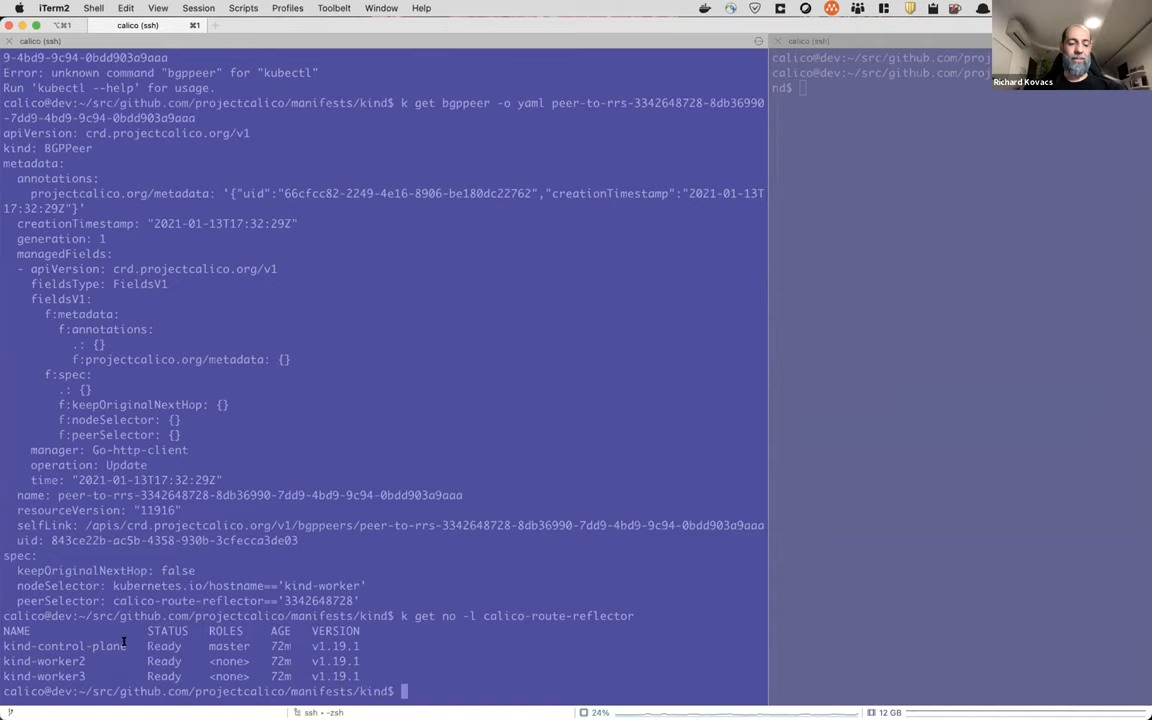 iTerm2 Shell Edit View Session Scripts Profiles Toolbelt Window Help
⌥⌘1 calico (ssh) ⌘1
calico (ssh) calico (ssh)
9-4bd9-9c94-0bdd903a9aaa
Error: unknown command "bgppeer" for "kubectl"
Run 'kubectl --help' for usage.
calico@dev:~/src/github.com/projectcalico/manifests/kind$ k get bgppeer -o yaml peer-to-rrs-3342648728-8db36990
-7dd9-4bd9-9c94-0bdd903a9aaa
apiVersion: crd.projectcalico.org/v1
kind: BGPPeer
metadata:
annotations:
projectcalico.org/metadata: '{"uid":"66cfcc82-2249-4e16-8906-be180dc22762","creationTimestamp":"2021-01-13T
17:32:29Z"}'
creationTimestamp: "2021-01-13T17:32:29Z"
generation: 1
managedFields:
- apiVersion: crd.projectcalico.org/v1
fieldsType: FieldsV1
fieldsV1:
f:metadata:
f:annotations:
.: {}
f:projectcalico.org/metadata: {}
f:spec:
.: {}
f:keepOriginalNextHop: {}
f:nodeSelector: {}
f:peerSelector: {}
manager: Go-http-client
operation: Update
time: "2021-01-13T17:32:29Z"
name: peer-to-rrs-3342648728-8db36990-7dd9-4bd9-9c94-0bdd903a9aaa
resourceVersion: "11916"
selfLink: /apis/crd.projectcalico.org/v1/bgppeers/peer-to-rrs-3342648728-8db36990-7dd9-4bd9-9c94-0bdd903a9aaa
uid: 843ce22b-ac5b-4358-930b-3cfecca3de03
spec:
keepOriginalNextHop: false
nodeSelector: kubernetes.io/hostname=='kind-worker'
peerSelector: calico-route-reflector=='3342648728'
calico@dev:~/src/github.com/projectcalico/manifests/kind$ k get no -l calico-route-reflector
NAME STATUS ROLES AGE VERSION
kind-control-plane Ready master 72m v1.19.1
kind-worker2 Ready <none> 72m v1.19.1
kind-worker3 Ready <none> 72m v1.19.1
calico@dev:~/src/github.com/projectcalico/manifests/kind$
calico@dev:~/src/github.com/proj
calico@dev:~/src/github.com/proj
nd$
Richard Kovacs
ssh • -zsh 24% 12 GB